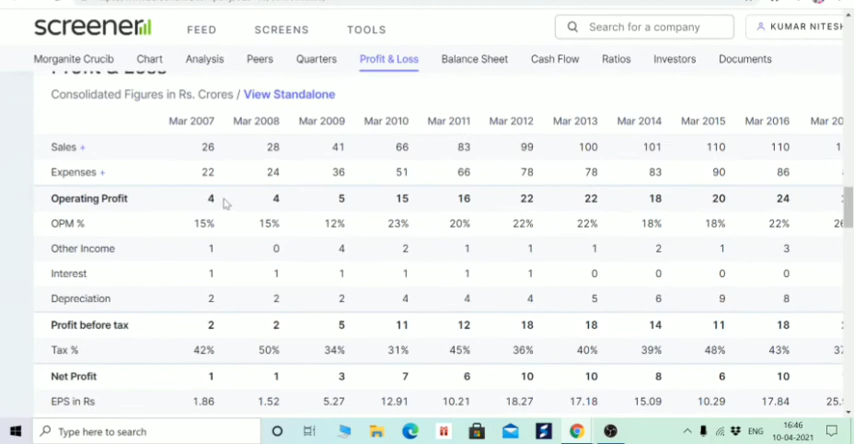 screener
FEED SCREENS TOOLS
Search for a company
KUMAR NITESH
Morganite Crucib Chart Analysis Peers Quarters Profit & Loss Balance Sheet Cash Flow Ratios Investors Documents
Profit & Loss
Consolidated Figures in Rs. Crores / View Standalone
Mar 2007 Mar 2008 Mar 2009 Mar 2010 Mar 2011 Mar 2012 Mar 2013 Mar 2014 Mar 2015 Mar 2016 Mar 20
Sales + 26 28 41 66 83 99 100 101 110 110 1
Expenses + 22 24 36 51 66 78 78 83 90 86
Operating Profit 4 4 5 15 16 22 22 18 20 24
OPM % 15% 15% 12% 23% 20% 22% 22% 18% 18% 22% 26
Other Income 1 0 4 2 1 1 1 2 1 3
Interest 1 1 1 1 1 1 0 0 0 0
Depreciation 2 2 2 4 4 4 5 6 9 8
Profit before tax 2 2 5 11 12 18 18 14 11 18
Tax % 42% 50% 34% 31% 45% 36% 40% 39% 48% 43% 37
Net Profit 1 1 3 7 6 10 10 8 6 10
EPS in Rs 1.86 1.52 5.27 12.91 10.21 18.27 17.18 15.09 10.29 17.84 25.
Type here to search
ENG
16:46
10-04-2021